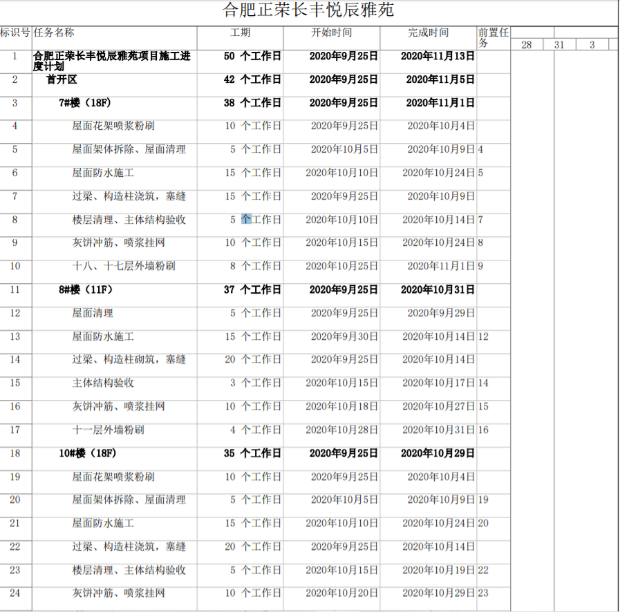 合肥正荣长丰悦辰雅苑
标识号 任务名称 工期 开始时间 完成时间 前置任务
28 31 3
1 合肥正荣长丰悦辰雅苑项目施工进度计划 50 个工作日 2020年9月25日 2020年11月13日
2 首开区 42 个工作日 2020年9月25日 2020年11月5日
3 7#楼（18F） 38 个工作日 2020年9月25日 2020年11月1日
4 屋面花架喷浆粉刷 10 个工作日 2020年9月25日 2020年10月4日
5 屋面架体拆除、屋面清理 5 个工作日 2020年10月5日 2020年10月9日 4
6 屋面防水施工 15 个工作日 2020年10月10日 2020年10月24日 5
7 过梁、构造柱浇筑，塞缝 15 个工作日 2020年9月25日 2020年10月9日
8 楼层清理、主体结构验收 5 个工作日 2020年10月10日 2020年10月14日 7
9 灰饼冲筋、喷浆挂网 10 个工作日 2020年10月15日 2020年10月24日 8
10 十八、十七层外墙粉刷 8 个工作日 2020年10月25日 2020年11月1日 9
11 8#楼（11F） 37 个工作日 2020年9月25日 2020年10月31日
12 屋面清理 5 个工作日 2020年9月25日 2020年9月29日
13 屋面防水施工 15 个工作日 2020年9月30日 2020年10月14日 12
14 过梁、构造柱砌筑，塞缝 20 个工作日 2020年9月25日 2020年10月14日
15 主体结构验收 3 个工作日 2020年10月15日 2020年10月17日 14
16 灰饼冲筋、喷浆挂网 10 个工作日 2020年10月18日 2020年10月27日 15
17 十一层外墙粉刷 4 个工作日 2020年10月28日 2020年10月31日 16
18 10#楼（18F） 35 个工作日 2020年9月25日 2020年10月29日
19 屋面花架喷浆粉刷 10 个工作日 2020年9月25日 2020年10月4日
20 屋面架体拆除、屋面清理 5 个工作日 2020年10月5日 2020年10月9日 19
21 屋面防水施工 15 个工作日 2020年10月10日 2020年10月24日 20
22 过梁、构造柱浇筑，塞缝 20 个工作日 2020年9月25日 2020年10月14日
23 楼层清理、主体结构验收 5 个工作日 2020年10月15日 2020年10月19日 22
24 灰饼冲筋、喷浆挂网 10 个工作日 2020年10月20日 2020年10月29日 23